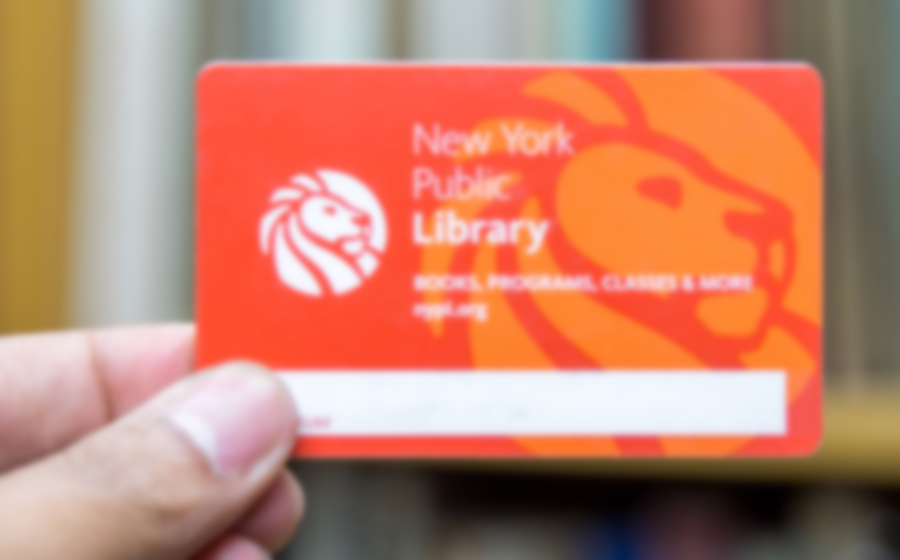 New York
Public
Library
BOOKS, PROGRAMS, CLASSES & MORE
nypl.org